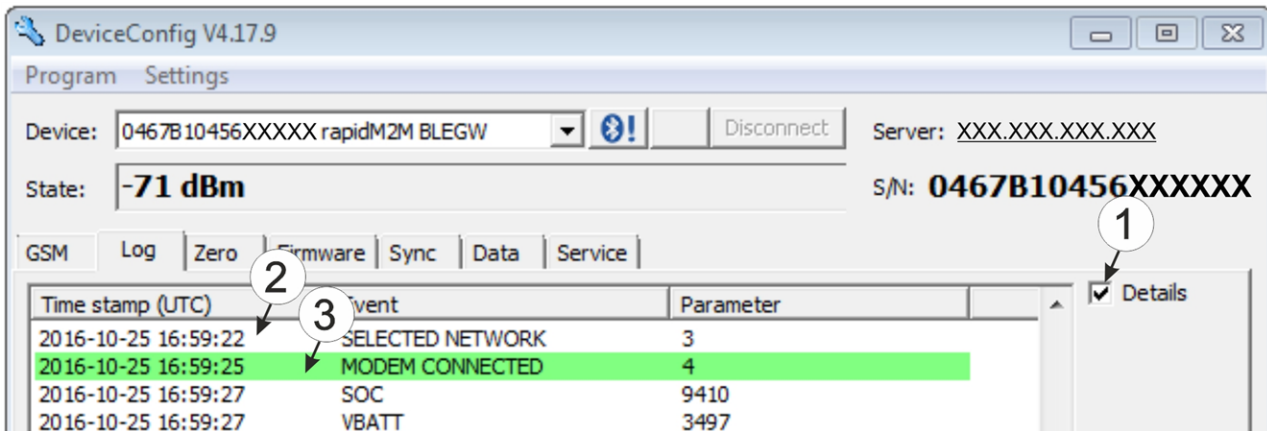 DeviceConfig V4.17.9
Program Settings
Device: 0467B10456XXXXX rapidM2M BLEGW Disconnect Server: XXX.XXX.XXX.XXX
State: -71 dBm S/N: 0467B10456XXXXXX
1
GSM Log Zero Firmware Sync Data Service
2
3
Details
Time stamp (UTC) Event Parameter
2016-10-25 16:59:22 SELECTED NETWORK 3
2016-10-25 16:59:25 MODEM CONNECTED 4
2016-10-25 16:59:27 SOC 9410
2016-10-25 16:59:27 VBATT 3497